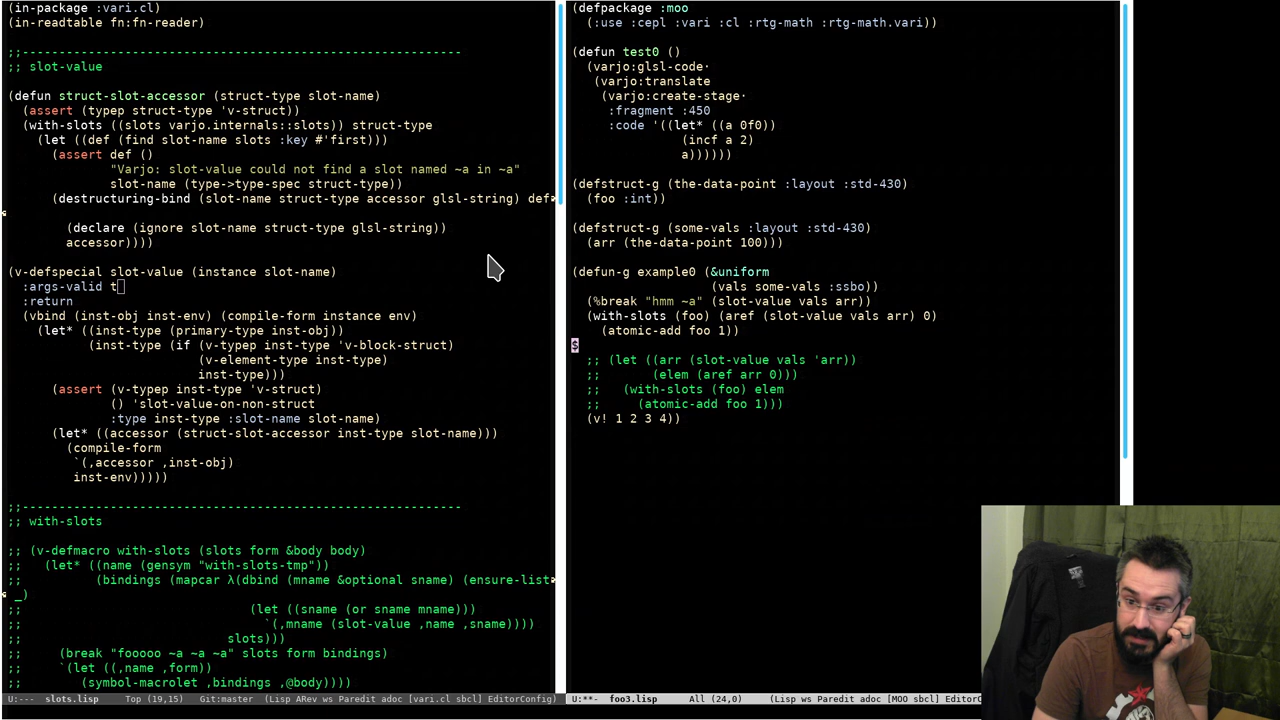 (in-package :vari.cl)
(in-readtable fn:fn-reader)
;;------------------------------------------------------------
;; slot-value
(defun struct-slot-accessor (struct-type slot-name)
(assert (typep struct-type 'v-struct))
(with-slots ((slots varjo.internals::slots)) struct-type
(let ((def (find slot-name slots :key #'first)))
(assert def ()
"Varjo: slot-value could not find a slot named ~a in ~a"
slot-name (type->type-spec struct-type))
(destructuring-bind (slot-name struct-type accessor glsl-string) def
(declare (ignore slot-name struct-type glsl-string))
accessor))))
(v-defspecial slot-value (instance slot-name)
:args-valid t
:return
(vbind (inst-obj inst-env) (compile-form instance env)
(let* ((inst-type (primary-type inst-obj))
(inst-type (if (v-typep inst-type 'v-block-struct)
(v-element-type inst-type)
inst-type)))
(assert (v-typep inst-type 'v-struct)
() 'slot-value-on-non-struct
:type inst-type :slot-name slot-name)
(let* ((accessor (struct-slot-accessor inst-type slot-name)))
(compile-form
`(,accessor ,inst-obj)
inst-env)))))
;;------------------------------------------------------------
;; with-slots
;; (v-defmacro with-slots (slots form &body body)
;;   (let* ((name (gensym "with-slots-tmp"))
;;          (bindings (mapcar λ(dbind (mname &optional sname) (ensure-list
_)
;;                               (let ((sname (or sname mname)))
;;                                 `(,mname (slot-value ,name ,sname))))
;;                            slots)))
;;     (break "fooooo ~a ~a ~a" slots form bindings)
;;     `(let ((,name ,form))
;;        (symbol-macrolet ,bindings ,@body))))
U:---  slots.lisp     Top (19,15)     Git:master  (Lisp ARev ws Paredit adoc [vari.cl sbcl] EditorConfig)
(defpackage :moo
(:use :cepl :vari :cl :rtg-math :rtg-math.vari))
(defun test0 ()
(varjo:glsl-code·
(varjo:translate
(varjo:create-stage·
:fragment :450
:code '((let* ((a 0f0))
(incf a 2)
a))))))
(defstruct-g (the-data-point :layout :std-430)
(foo :int))
(defstruct-g (some-vals :layout :std-430)
(arr (the-data-point 100)))
(defun-g example0 (&uniform
(vals some-vals :ssbo))
(%break "hmm ~a" (slot-value vals arr))
(with-slots (foo) (aref (slot-value vals arr) 0)
(atomic-add foo 1))
$
;; (let ((arr (slot-value vals 'arr))
;;       (elem (aref arr 0)))
;;   (with-slots (foo) elem
;;     (atomic-add foo 1)))
(v! 1 2 3 4))
U:**-  foo3.lisp      All (24,0)     (Lisp ws Paredit adoc [MOO sbcl] EditorC